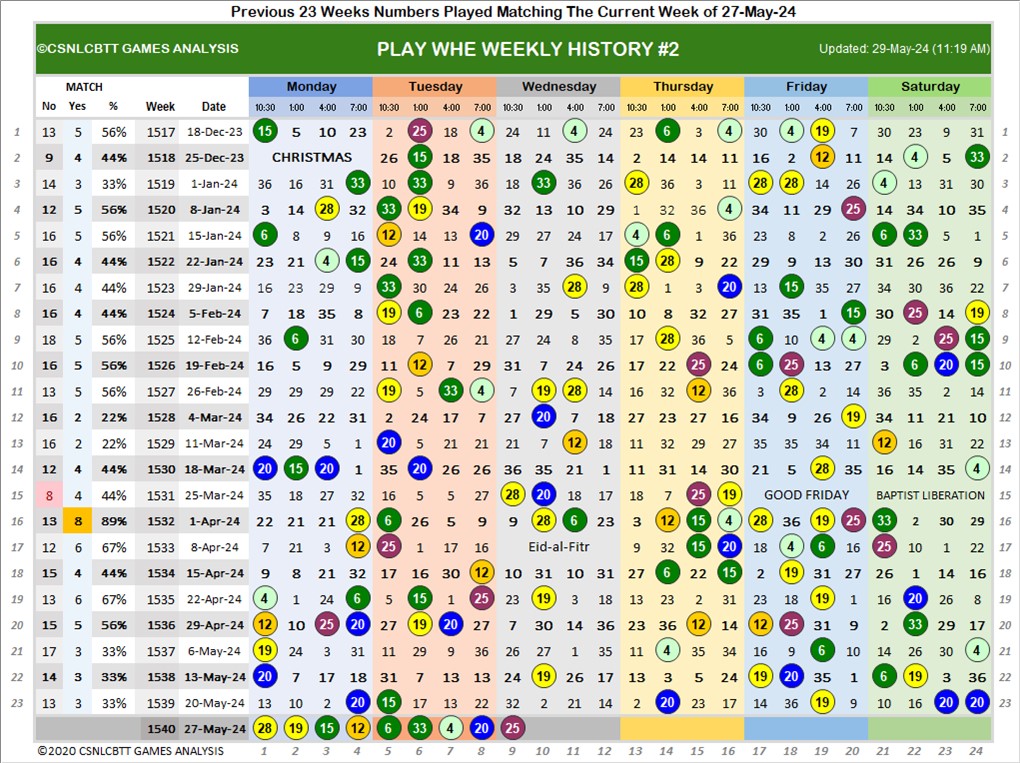 Previous 23 Weeks Numbers Played Matching The Current Week of 27-May-24
©CSNLCBTT GAMES ANALYSIS PLAY WHE WEEKLY HISTORY #2 Updated: 29-May-24 (11:19 AM)
MATCH Monday Tuesday Wednesday Thursday Friday Saturday
No Yes % Week Date 10:30 1:00 4:00 7:00 10:30 1:00 4:00 7:00 10:30 1:00 4:00 7:00 10:30 1:00 4:00 7:00 10:30 1:00 4:00 7:00 10:30 1:00 4:00 7:00
1 13 5 56% 1517 18-Dec-23 15 5 10 23 2 25 18 4 24 11 4 24 23 6 3 4 30 4 19 7 30 23 9 31 1
2 9 4 44% 1518 25-Dec-23 CHRISTMAS 26 15 18 35 18 24 35 14 2 14 14 11 16 2 12 11 14 4 5 33 2
3 14 3 33% 1519 1-Jan-24 36 16 31 33 10 33 9 36 18 33 36 26 28 36 3 11 28 28 14 26 4 13 31 30 3
4 12 5 56% 1520 8-Jan-24 3 14 28 32 33 19 34 9 32 13 10 29 1 32 36 4 34 11 29 25 14 34 10 35 4
5 16 5 56% 1521 15-Jan-24 6 8 9 16 12 14 13 20 29 27 24 17 4 6 1 36 23 8 2 26 6 33 5 1 5
6 16 4 44% 1522 22-Jan-24 23 21 4 15 24 33 11 13 5 7 36 34 15 28 9 22 29 9 13 30 31 26 26 9 6
7 16 4 44% 1523 29-Jan-24 16 23 29 9 33 30 24 26 3 35 28 9 28 1 3 20 13 15 35 27 34 30 36 22 7
8 16 4 44% 1524 5-Feb-24 7 18 35 8 19 6 23 22 1 29 5 30 10 8 32 27 31 35 1 15 30 25 14 19 8
9 18 5 56% 1525 12-Feb-24 36 6 31 30 18 7 26 21 27 24 8 35 17 28 36 5 6 10 4 4 29 2 25 15 9
10 16 5 56% 1526 19-Feb-24 16 5 9 29 11 12 7 29 31 7 24 26 17 22 25 24 6 25 13 27 3 6 20 15 10
11 13 5 56% 1527 26-Feb-24 29 29 29 22 19 5 33 4 12 19 28 14 16 32 12 36 3 28 2 14 36 35 2 14 11
12 16 2 22% 1528 4-Mar-24 34 26 22 31 2 24 17 7 27 20 7 18 27 23 27 16 34 9 26 19 34 11 21 10 12
13 16 2 22% 1529 11-Mar-24 24 29 5 1 20 5 21 21 21 7 12 18 11 32 29 27 35 35 34 11 12 16 31 23 13
14 12 4 44% 1530 18-Mar-24 20 15 20 1 35 20 26 26 36 35 21 1 11 31 14 30 21 5 28 35 16 14 35 4 14
15 8 4 44% 1531 25-Mar-24 35 18 27 32 16 5 5 27 28 20 18 17 18 7 15 19 GOOD FRIDAY BAPTIST LIBERATION 15
16 13 8 89% 1532 1-Apr-24 22 21 21 28 6 26 5 9 9 28 6 23 3 12 15 4 28 36 19 25 33 2 30 29 16
17 12 6 67% 1533 8-Apr-24 7 21 3 12 25 1 17 16 Eid-al-Fitr 9 32 15 20 18 4 6 16 25 10 1 22 17
18 15 4 44% 1534 15-Apr-24 9 8 21 32 17 16 30 12 10 31 10 31 27 6 22 15 2 19 31 27 26 1 14 16 18
19 13 6 67% 1535 22-Apr-24 4 1 24 6 5 15 1 25 23 19 3 18 13 23 2 31 23 18 19 1 16 20 26 8 19
20 15 5 56% 1536 29-Apr-24 12 10 25 20 27 19 20 27 7 30 14 36 23 36 12 14 12 25 31 9 2 33 29 17 20
21 17 3 33% 1537 6-May-24 19 24 3 31 11 29 9 36 26 27 1 35 11 4 35 34 16 9 6 10 14 26 30 4 21
22 14 3 33% 1538 13-May-24 20 7 17 18 31 7 13 13 24 19 26 17 13 3 5 24 19 20 35 1 6 19 3 36 22
23 13 3 33% 1539 20-May-24 13 10 2 20 15 17 13 23 2 31 21 14 2 20 23 17 14 36 19 9 10 16 20 20 23
1540 27-May-24 28 19 15 12 6 33 4 20 25
©2020 CSNLCBTT GAMES ANALYSIS 1 2 3 4 5 6 7 8 9 10 11 12 13 14 15 16 17 18 19 20 21 22 23 24